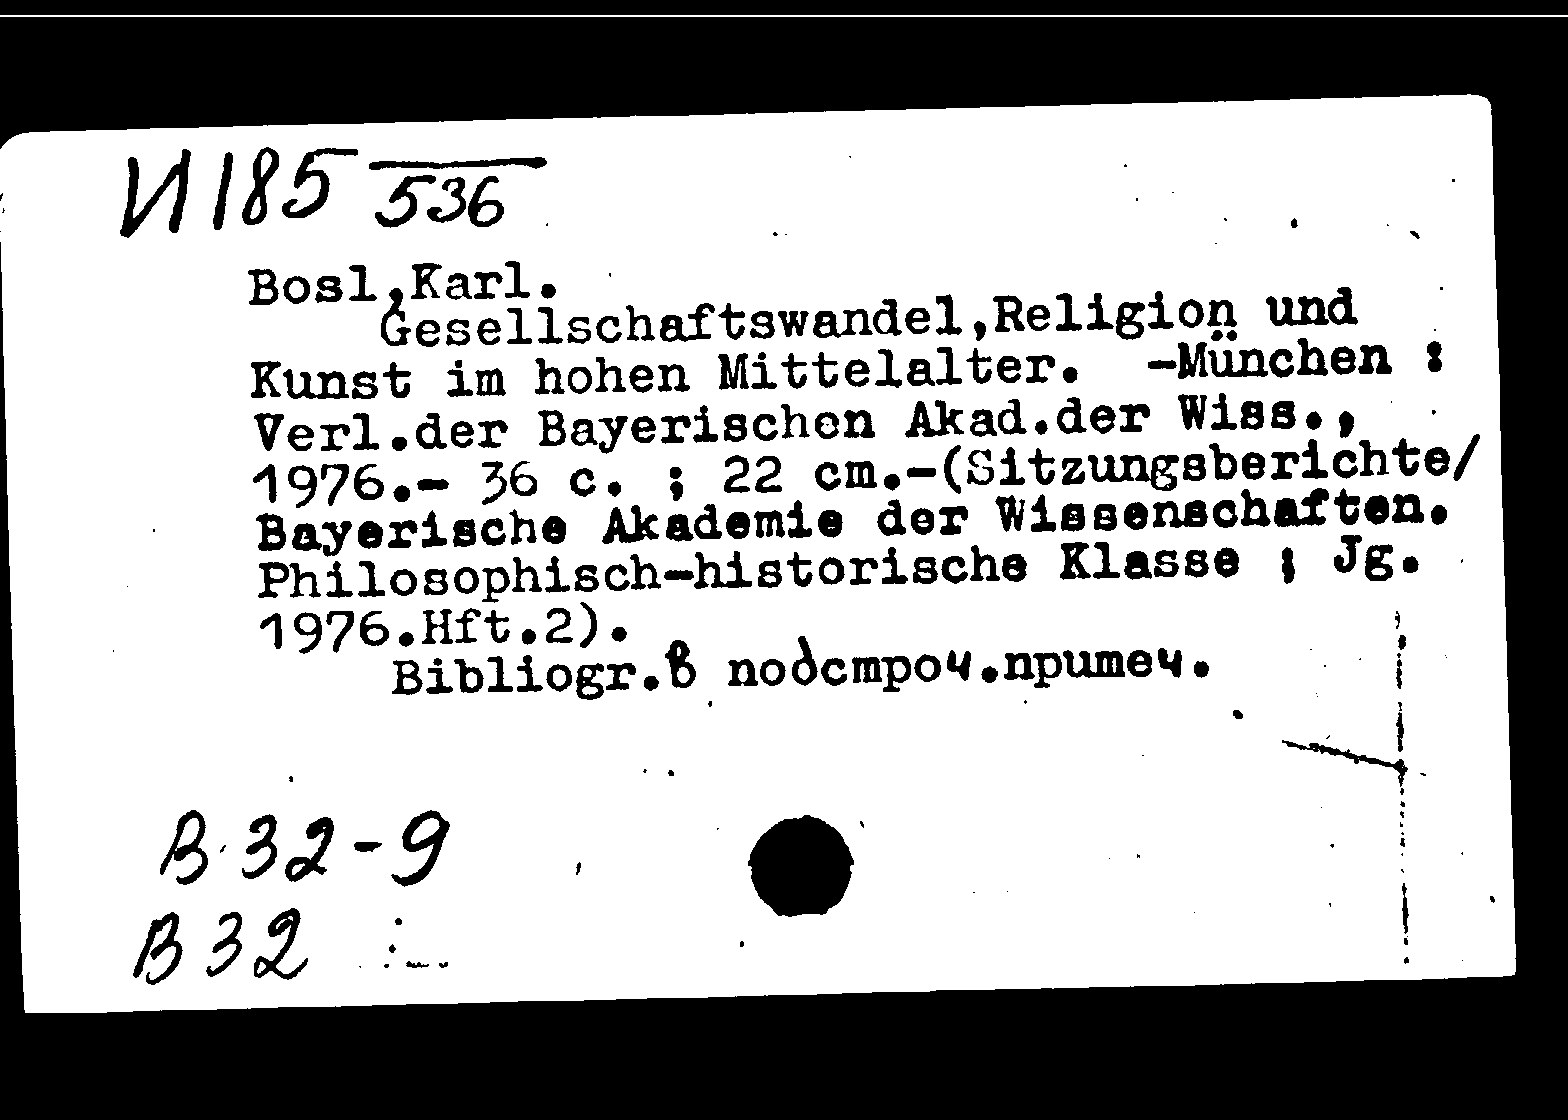 И185 536
Bosl,Karl.
Gesellschaftswandel,Religion und
Kunst im hohen Mittelalter. -München :
Verl.der Bayerischen Akad.der Wiss.,
1976.- 36 c. ; 22 cm.-(Sitzungsberichte/
Bayerische Akademie der Wissenschaften.
Philosophisch-historische Klasse ; Jg.
1976.Hft.2).
Bibliogr.в подстроч.примеч.
В 32-9
В 32